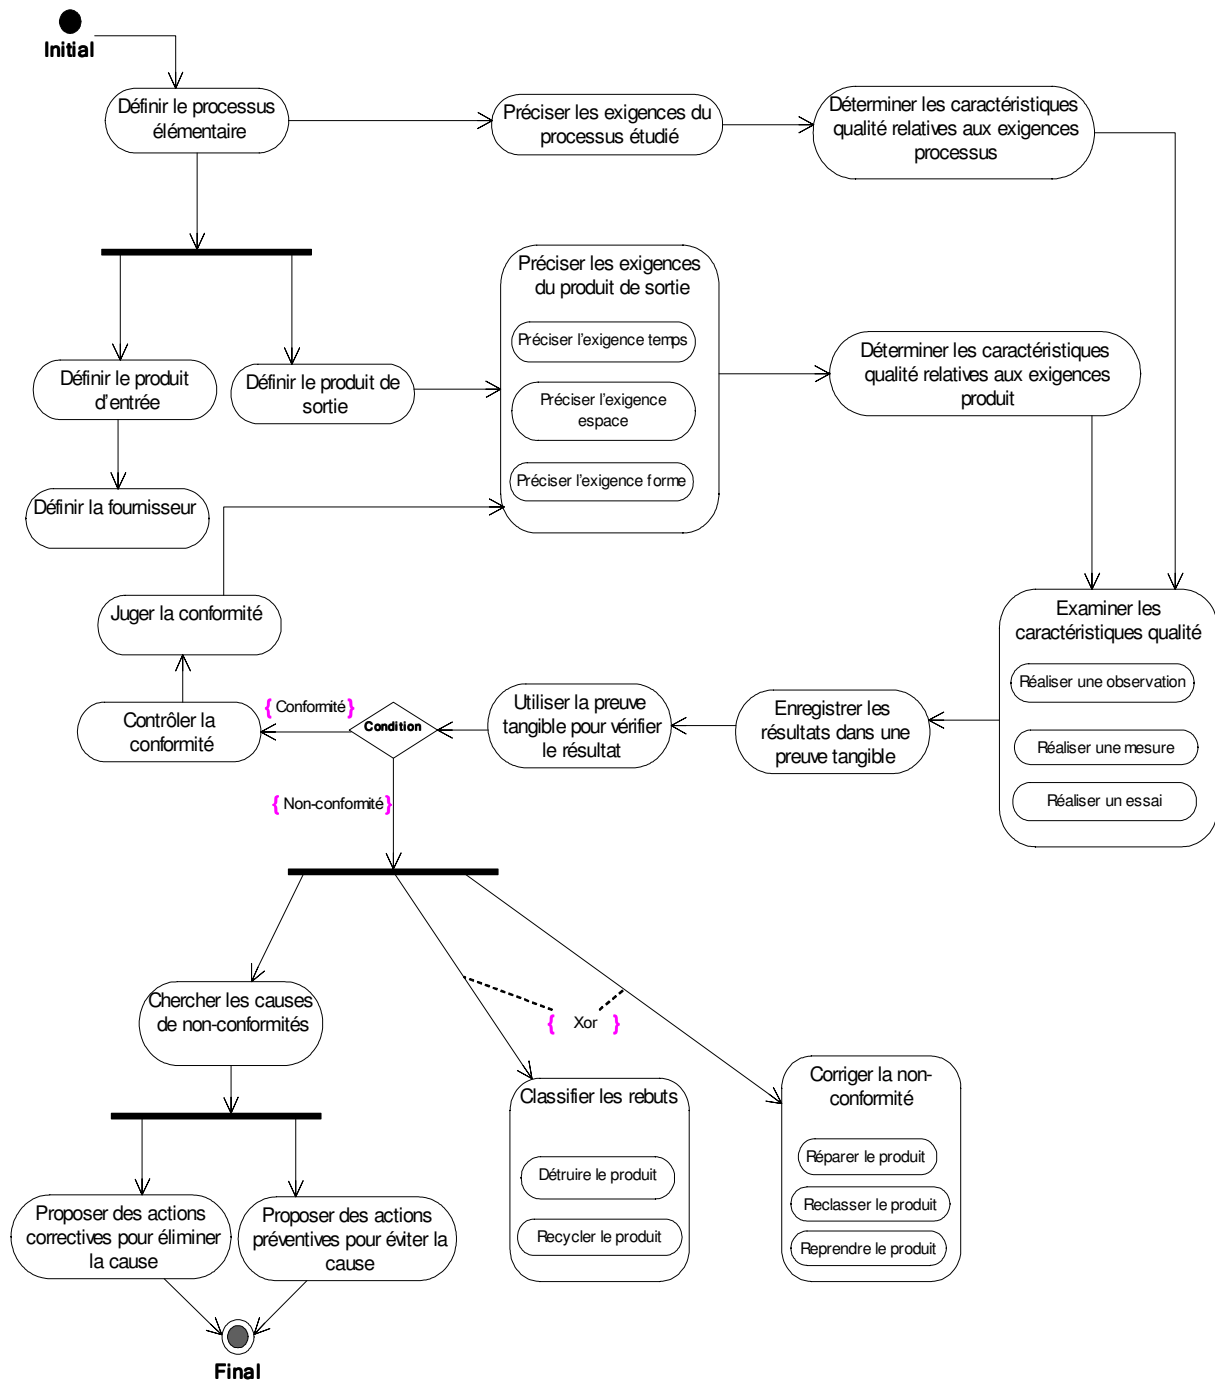 Initial
Définir le processus
élémentaire
Préciser les exigences du
processus étudié
Déterminer les caractéristiques
qualité relatives aux exigences
processus
Préciser les exigences
du produit de sortie
Préciser l'exigence temps
Préciser l'exigence
espace
Préciser l'exigence forme
Définir le produit
d'entrée
Définir le produit de
sortie
Déterminer les caractéristiques
qualité relatives aux exigences
produit
Définir la fournisseur
Juger la conformité
Examiner les
caractéristiques qualité
Réaliser une observation
Réaliser une mesure
Réaliser un essai
Contrôler la
conformité
{ Conformité }
Condition
Utiliser la preuve
tangible pour vérifier
le résultat
Enregistrer les
résultats dans une
preuve tangible
{ Non-conformité }
Chercher les causes
de non-conformités
{ Xor }
Classifier les rebuts
Détruire le produit
Recycler le produit
Corriger la non-
conformité
Réparer le produit
Reclasser le produit
Reprendre le produit
Proposer des actions
correctives pour éliminer
la cause
Proposer des actions
préventives pour éviter la
cause
Final